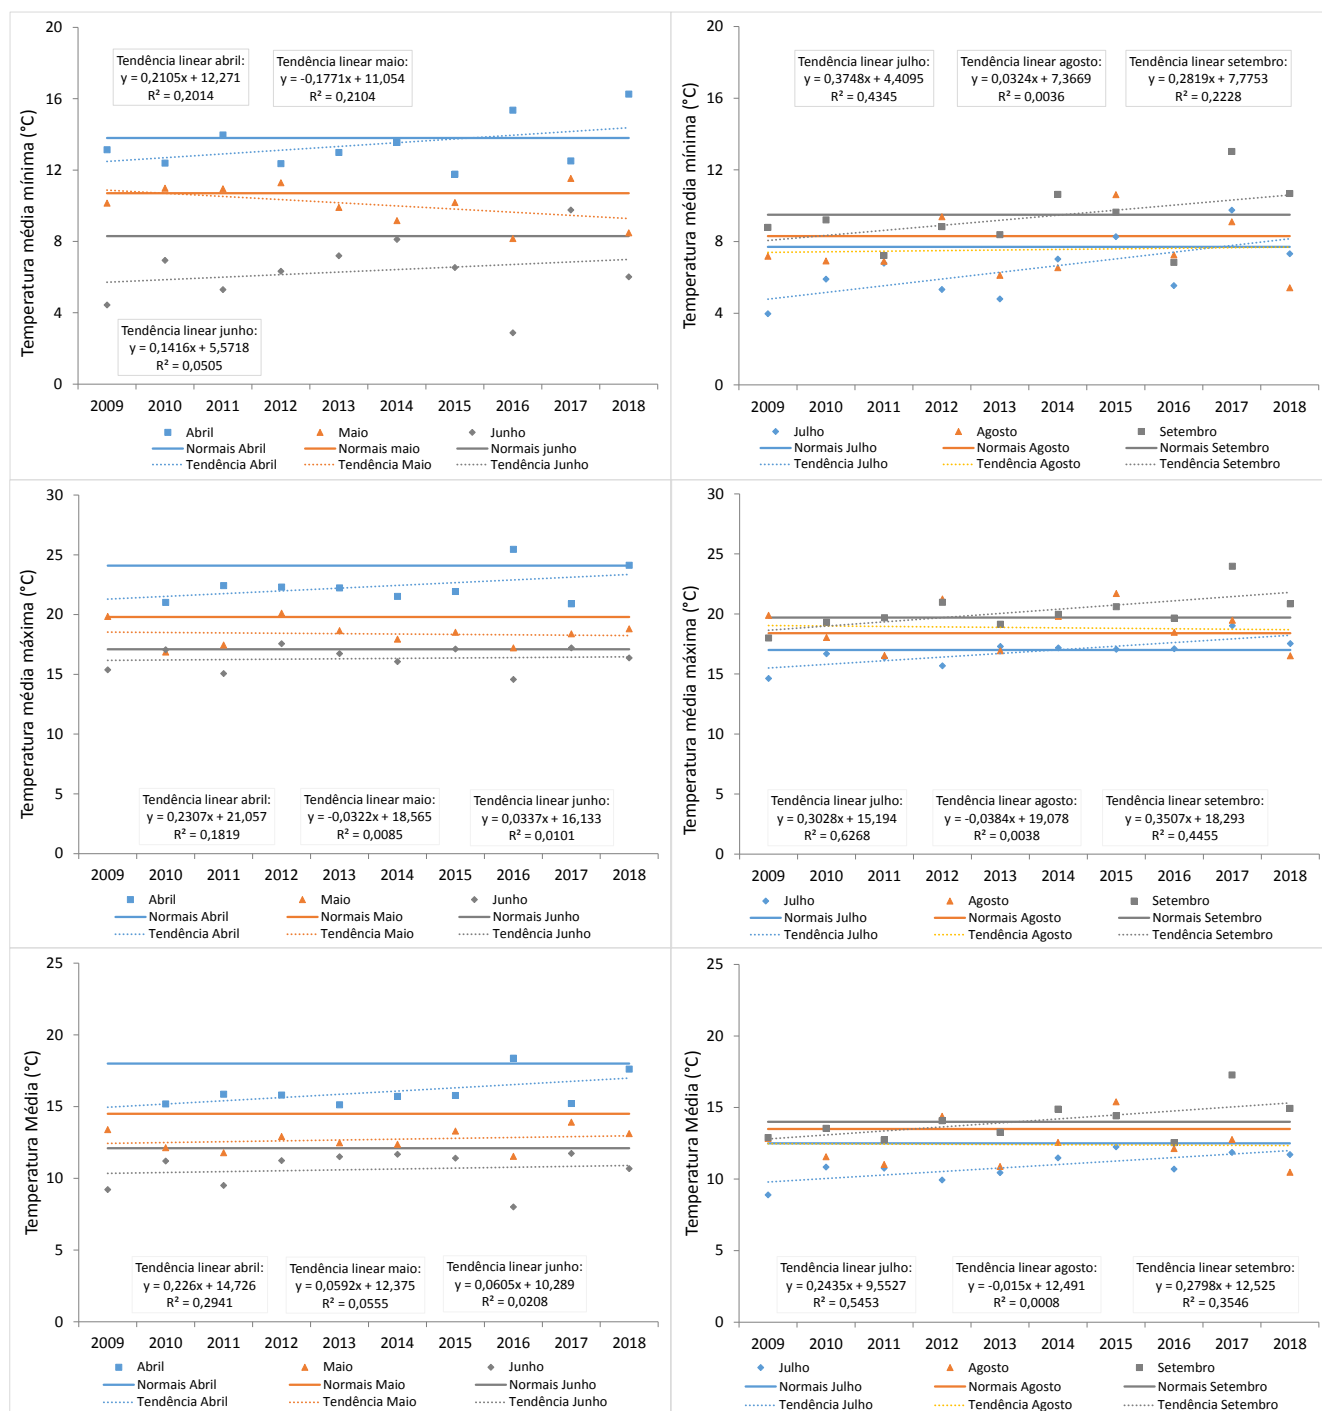 20
16
12
8
4
0
Temperatura média mínima (°C)
Tendência linear abril:
y = 0,2105x + 12,271
R² = 0,2014
Tendência linear maio:
y = -0,1771x + 11,054
R² = 0,2104
Tendência linear junho:
y = 0,1416x + 5,5718
R² = 0,0505
2009 2010 2011 2012 2013 2014 2015 2016 2017 2018
Abril Maio Junho
Normais Abril Normais maio Normais junho
Tendência Abril Tendência Maio Tendência Junho
20
16
12
8
4
0
Temperatura média mínima (°C)
Tendência linear julho:
y = 0,3748x + 4,4095
R² = 0,4345
Tendência linear agosto:
y = 0,0324x + 7,3669
R² = 0,0036
Tendência linear setembro:
y = 0,2819x + 7,7753
R² = 0,2228
2009 2010 2011 2012 2013 2014 2015 2016 2017 2018
Julho Agosto Setembro
Normais Julho Normais Agosto Normais Setembro
Tendência Julho Tendência Agosto Tendência Setembro
30
25
20
15
10
5
0
Temperatura média máxima (°C)
Tendência linear abril:
y = 0,2307x + 21,057
R² = 0,1819
Tendência linear maio:
y = -0,0322x + 18,565
R² = 0,0085
Tendência linear junho:
y = 0,0337x + 16,133
R² = 0,0101
2009 2010 2011 2012 2013 2014 2015 2016 2017 2018
Abril Maio Junho
Normais Abril Normais Maio Normais Junho
Tendência Abril Tendência Maio Tendência Junho
30
25
20
15
10
5
0
Temperatura média máxima (°C)
Tendência linear julho:
y = 0,3028x + 15,194
R² = 0,6268
Tendência linear agosto:
y = -0,0384x + 19,078
R² = 0,0038
Tendência linear setembro:
y = 0,3507x + 18,293
R² = 0,4455
2009 2010 2011 2012 2013 2014 2015 2016 2017 2018
Julho Agosto Setembro
Normais Julho Normais Agosto Normais Setembro
Tendência Julho Tendência Agosto Tendência Setembro
25
20
15
10
5
0
Temperatura Média (°C)
Tendência linear abril:
y = 0,226x + 14,726
R² = 0,2941
Tendência linear maio:
y = 0,0592x + 12,375
R² = 0,0555
Tendência linear junho:
y = 0,0605x + 10,289
R² = 0,0208
2009 2010 2011 2012 2013 2014 2015 2016 2017 2018
Abril Maio Junho
Normais Abril Normais Maio Normais Junho
Tendência Abril Tendência Maio Tendência Junho
25
20
15
10
5
0
Temperatura Média (°C)
Tendência linear julho:
y = 0,2435x + 9,5527
R² = 0,5453
Tendência linear agosto:
y = -0,015x + 12,491
R² = 0,0008
Tendência linear setembro:
y = 0,2798x + 12,525
R² = 0,3546
2009 2010 2011 2012 2013 2014 2015 2016 2017 2018
Julho Agosto Setembro
Normais Julho Normais Agosto Normais Setembro
Tendência Julho Tendência Agosto Tendência Setembro